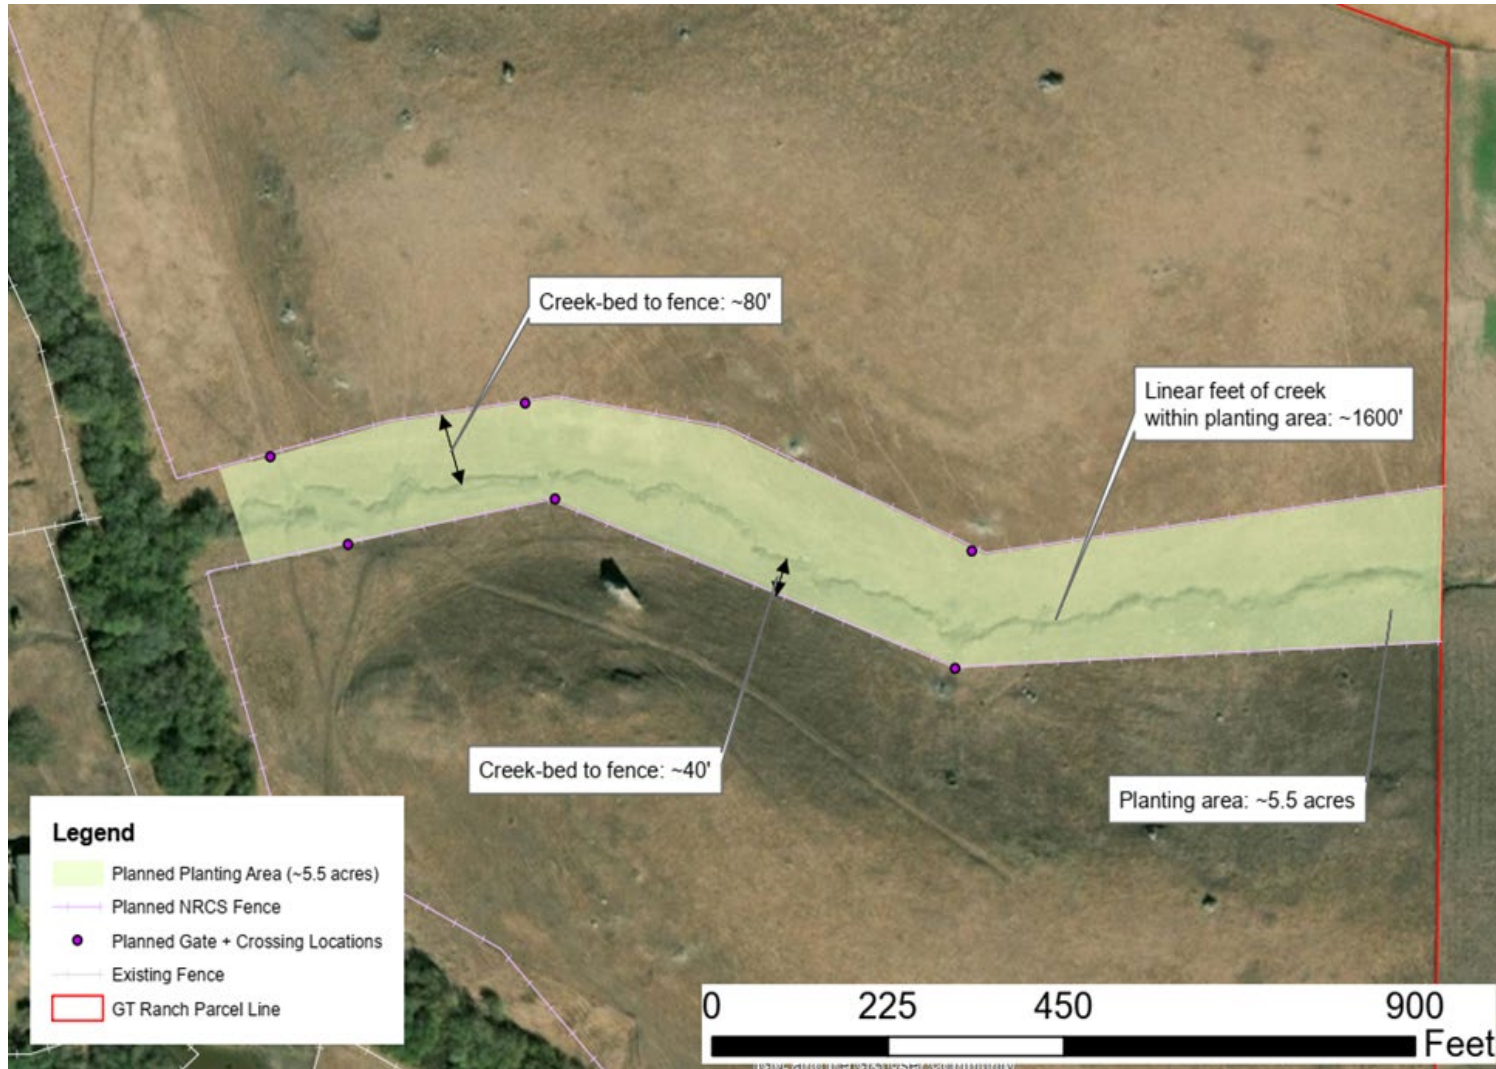 Creek-bed to fence: ~80'
Linear feet of creek
within planting area: ~1600'
Creek-bed to fence: ~40'
Planting area: ~5.5 acres
Legend
Planned Planting Area (~5.5 acres)
Planned NRCS Fence
Planned Gate + Crossing Locations
Existing Fence
GT Ranch Parcel Line
0 225 450 900
Feet